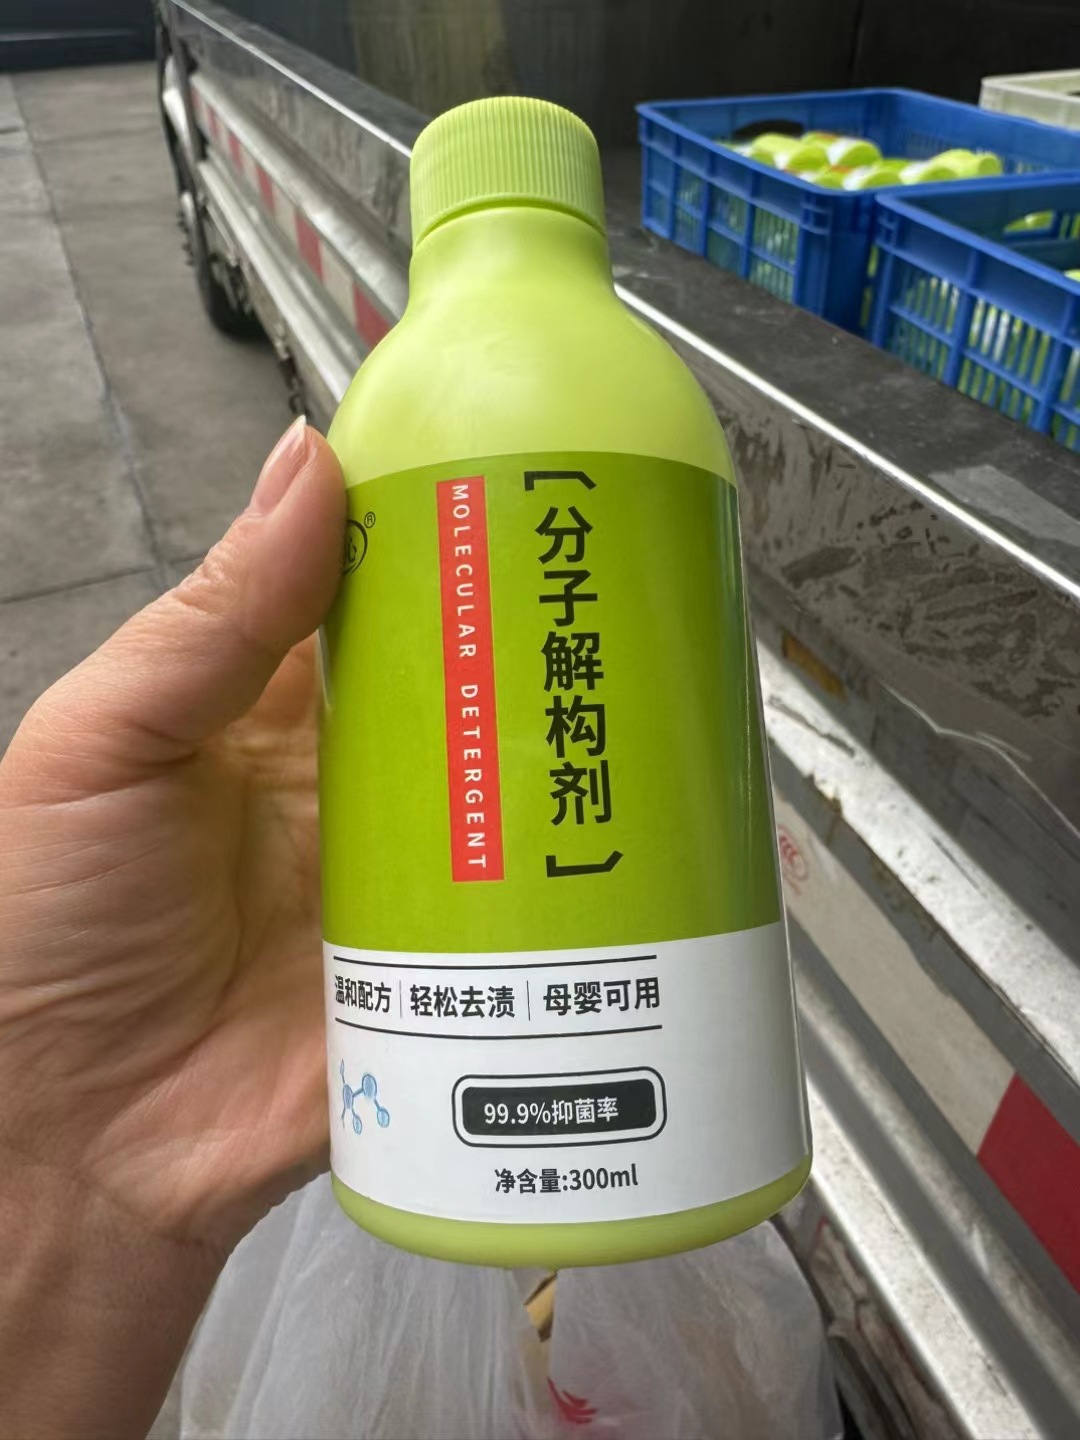 [分子解构剂]
MOLECULAR DETERGENT
®
温和配方|轻松去渍|母婴可用
99.9%抑菌率
净含量:300ml